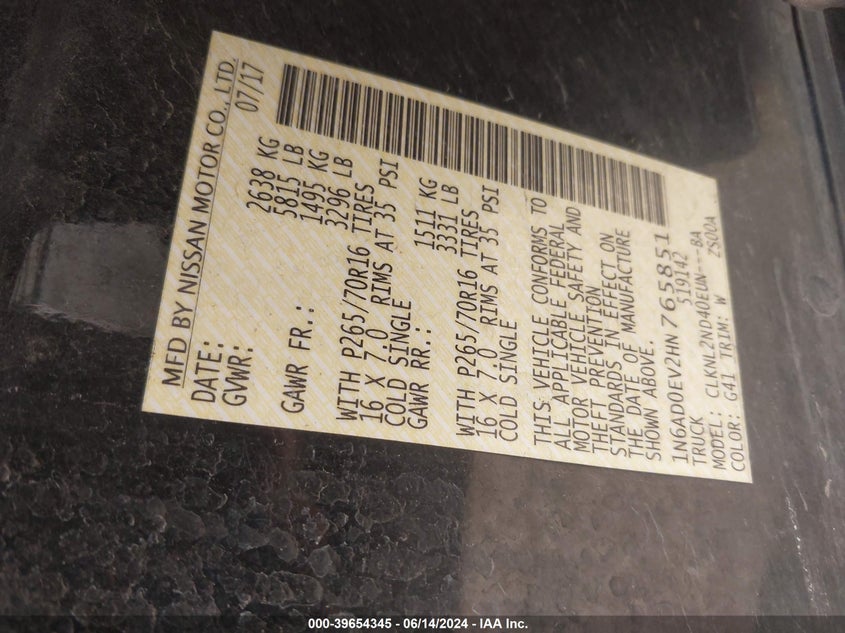 MFD BY NISSAN MOTOR CO., LTD.
DATE: 07/17
GVWR: 2638 KG
5815 LB
GAWR FR.: 1495 KG
3296 LB
WITH P265/70R16 TIRES
16 X 7.0 RIMS AT 35 PSI
COLD SINGLE
GAWR RR.: 1511 KG
3331 LB
WITH P265/70R16 TIRES
16 X 7.0 RIMS AT 35 PSI
COLD SINGLE
THIS VEHICLE CONFORMS TO
ALL APPLICABLE FEDERAL
MOTOR VEHICLE SAFETY AND
THEFT PREVENTION
STANDARDS IN EFFECT ON
THE DATE OF MANUFACTURE
SHOWN ABOVE.
1N6AD0EV2HN765851
TRUCK 519142
MODEL: CLKNL2ND40EUM---BA
COLOR: G41 TRIM: W ZS00A
000-39654345 - 06/14/2024 - IAA Inc.